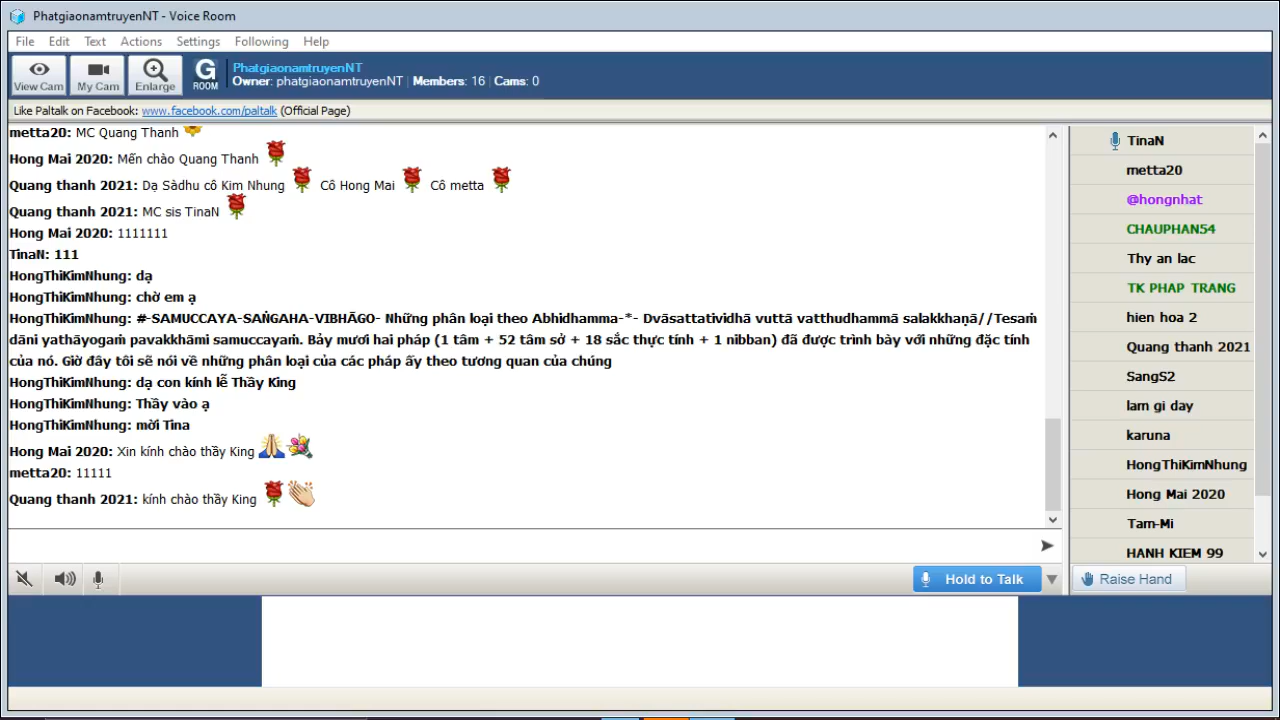 PhatgiaonamtruyenNT - Voice Room
File Edit Text Actions Settings Following Help
View Cam My Cam Enlarge G ROOM
PhatgiaonamtruyenNT
Owner: phatgiaonamtruyenNT | Members: 16 | Cams: 0
Like Paltalk on Facebook: www.facebook.com/paltalk (Official Page)
metta20: MC Quang Thanh
Hong Mai 2020: Mến chào Quang Thanh
Quang thanh 2021: Dạ Sàdhu cô Kim Nhung Cô Hong Mai Cô metta
Quang thanh 2021: MC sis TinaN
Hong Mai 2020: 1111111
TinaN: 111
HongThiKimNhung: dạ
HongThiKimNhung: chờ em ạ
HongThiKimNhung: #-SAMUCCAYA-SAṄGAHA-VIBHĀGO- Những phân loại theo Abhidhamma-*- Dvāsattatividhā vuttā vatthudhammā salakkhaṇā//Tesaṁ
dāni yathāyogaṁ pavakkhāmi samuccayaṁ. Bảy mươi hai pháp (1 tâm + 52 tâm sở + 18 sắc thực tính + 1 nibban) đã được trình bày với những đặc tính
của nó. Giờ đây tôi sẽ nói về những phân loại của các pháp ấy theo tương quan của chúng
HongThiKimNhung: dạ con kính lễ Thầy King
HongThiKimNhung: Thầy vào ạ
HongThiKimNhung: mời Tina
Hong Mai 2020: Xin kính chào thầy King
metta20: 11111
Quang thanh 2021: kính chào thầy King
Hold to Talk
TinaN
metta20
@hongnhat
CHAUPHAN54
Thy an lac
TK PHAP TRANG
hien hoa 2
Quang thanh 2021
SangS2
lam gi day
karuna
HongThiKimNhung
Hong Mai 2020
Tam-Mi
HANH KIEM 99
Raise Hand